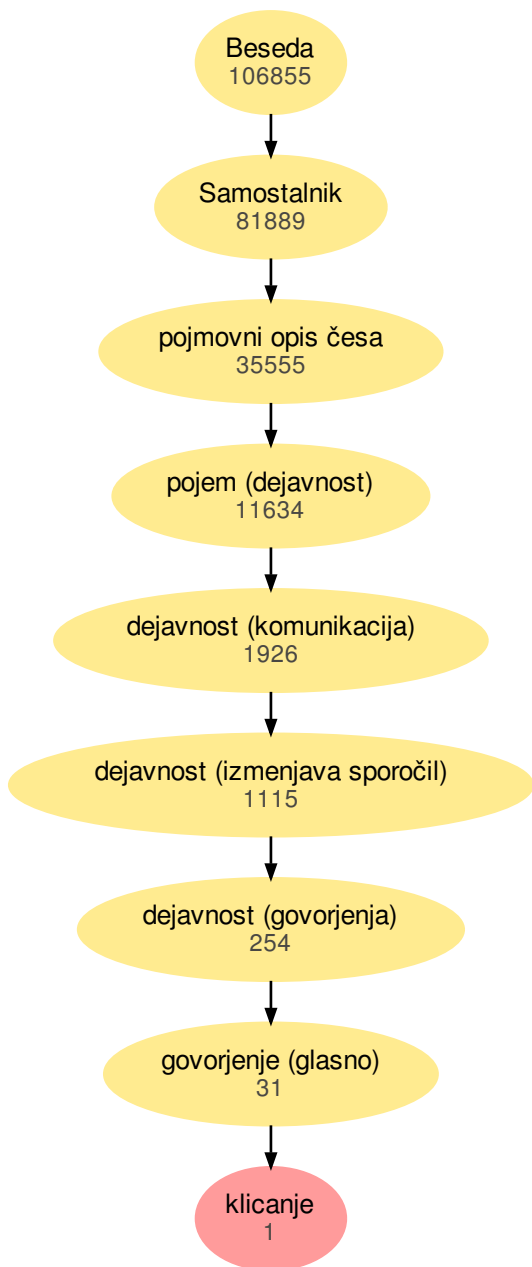 Beseda
106855
Samostalnik
81889
pojmovni opis česa
35555
pojem (dejavnost)
11634
dejavnost (komunikacija)
1926
dejavnost (izmenjava sporočil)
1115
dejavnost (govorjenja)
254
govorjenje (glasno)
31
klicanje
1